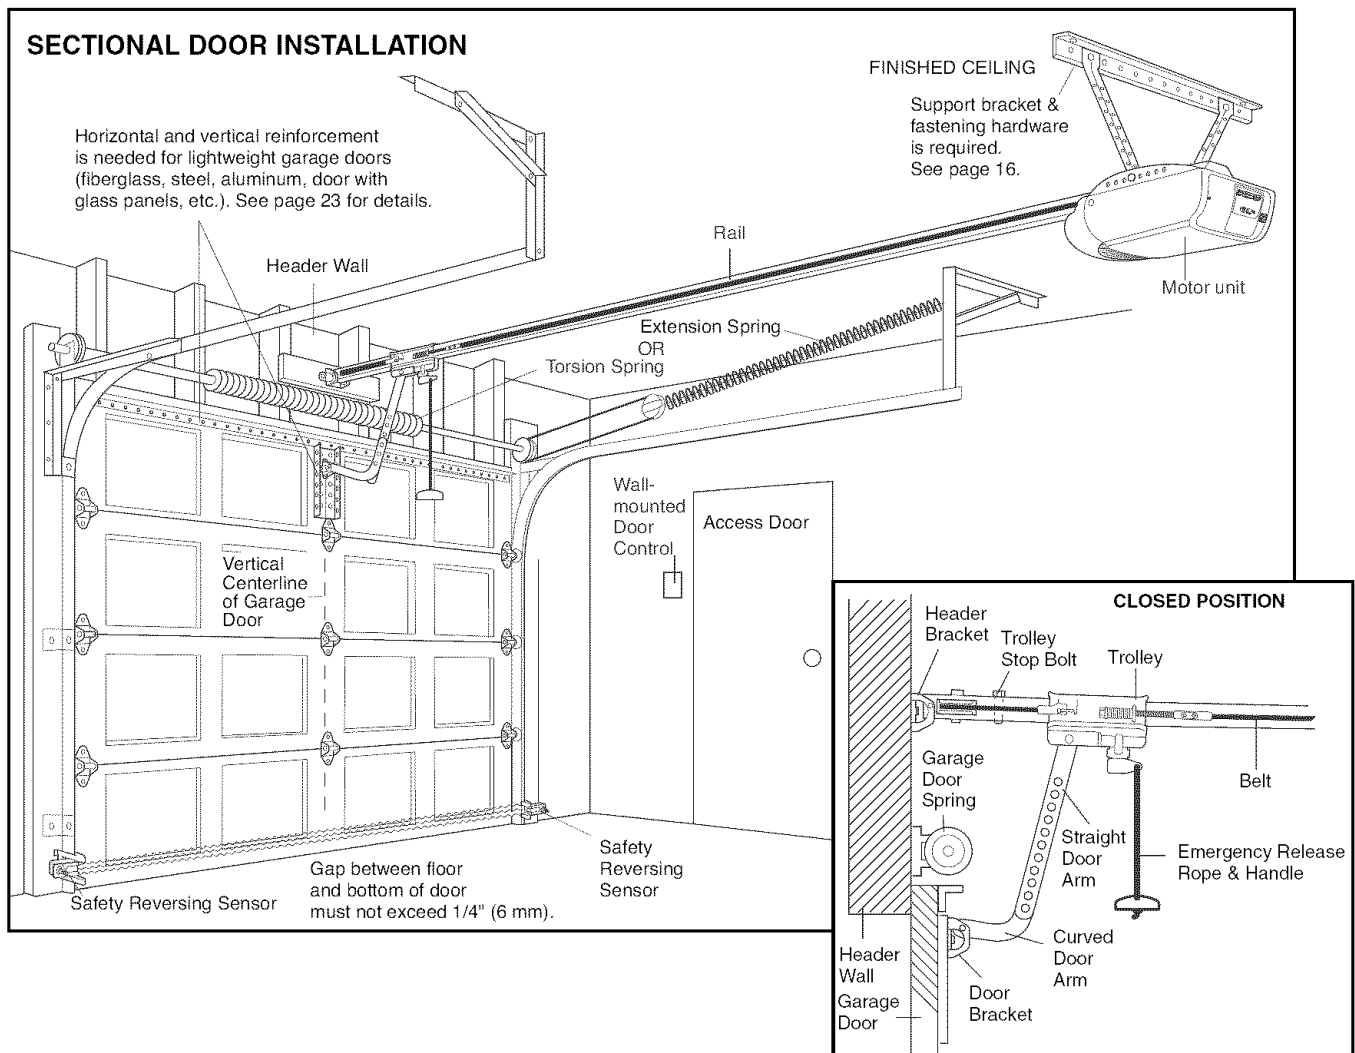 SECTIONAL DOOR INSTALLATION
FINISHED CEILING
Support bracket &
fastening hardware
is required.
See page 16.
Horizontal and vertical reinforcement
is needed for lightweight garage doors
(fiberglass, steel, aluminum, door with
glass panels, etc.). See page 23 for details.
Header Wall
Rail
Motor unit
Extension Spring
OR
Torsion Spring
Wall-
mounted
Door
Control
Access Door
Vertical
Centerline
of Garage
Door
Safety Reversing Sensor
Gap between floor
and bottom of door
must not exceed 1/4" (6 mm).
Safety
Reversing
Sensor
CLOSED POSITION
Header
Bracket
Trolley
Stop Bolt
Trolley
Garage
Door
Spring
Belt
Straight
Door
Arm
Emergency Release
Rope & Handle
Curved
Door
Arm
Header
Wall
Door
Bracket
Garage
Door